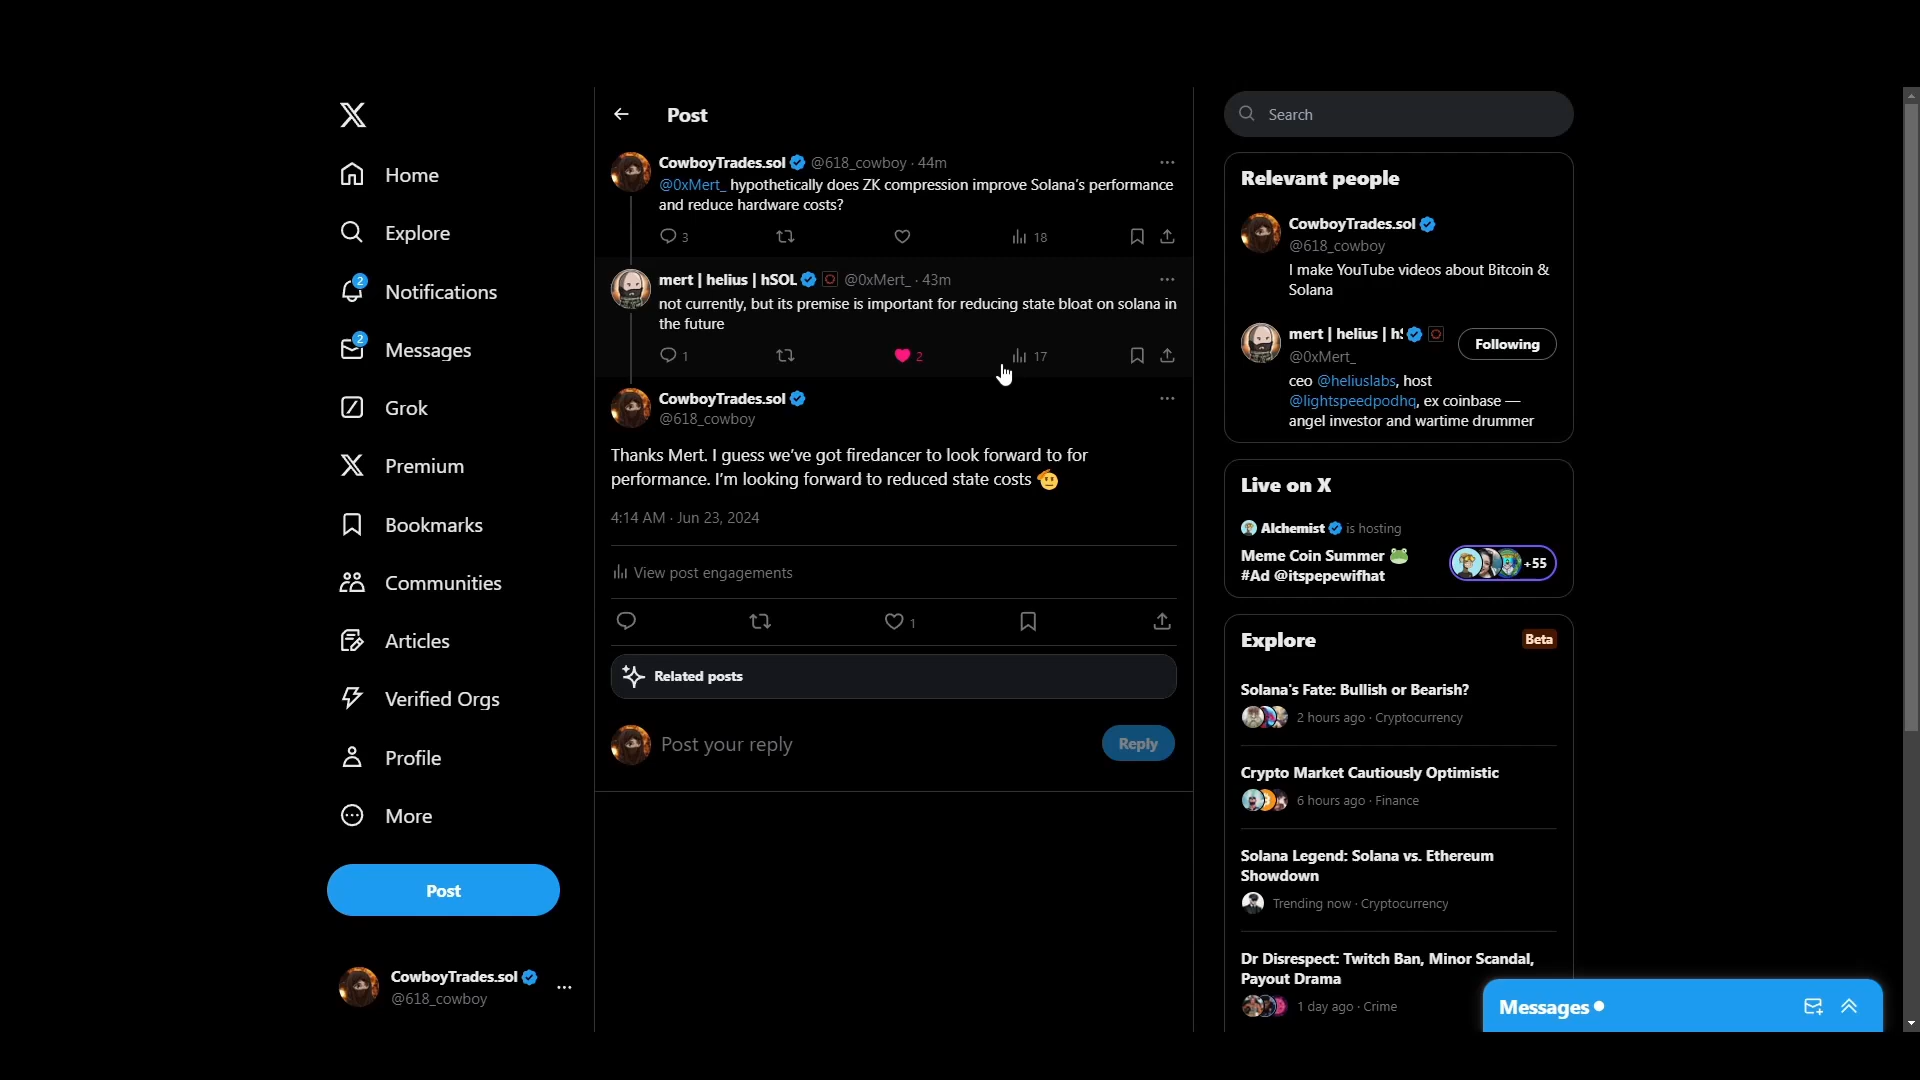 Home
Explore
2
Notifications
2
Messages
Grok
Premium
Bookmarks
Communities
Articles
Verified Orgs
Profile
More
Post
CowboyTrades.sol
@618_cowboy
Post
CowboyTrades.sol @618_cowboy · 44m
@0xMert_ hypothetically does ZK compression improve Solana's performance
and reduce hardware costs?
3 18
mert | helius | hSOL @0xMert_ · 43m
not currently, but its premise is important for reducing state bloat on solana in
the future
1 2 17
CowboyTrades.sol
@618_cowboy
Thanks Mert. I guess we've got firedancer to look forward to for
performance. I'm looking forward to reduced state costs 🫡
4:14 AM · Jun 23, 2024
View post engagements
1
Related posts
Post your reply
Reply
Search
Relevant people
CowboyTrades.sol
@618_cowboy
I make YouTube videos about Bitcoin &
Solana
mert | helius | hS
@0xMert_
Following
ceo @heliuslabs, host
@lightspeedpodhq, ex coinbase —
angel investor and wartime drummer
Live on X
Alchemist is hosting
Meme Coin Summer 🐸
#Ad @itspepewifhat
+55
Explore
Beta
Solana's Fate: Bullish or Bearish?
2 hours ago · Cryptocurrency
Crypto Market Cautiously Optimistic
6 hours ago · Finance
Solana Legend: Solana vs. Ethereum
Showdown
Trending now · Cryptocurrency
Dr Disrespect: Twitch Ban, Minor Scandal,
Payout Drama
1 day ago · Crime
Messages